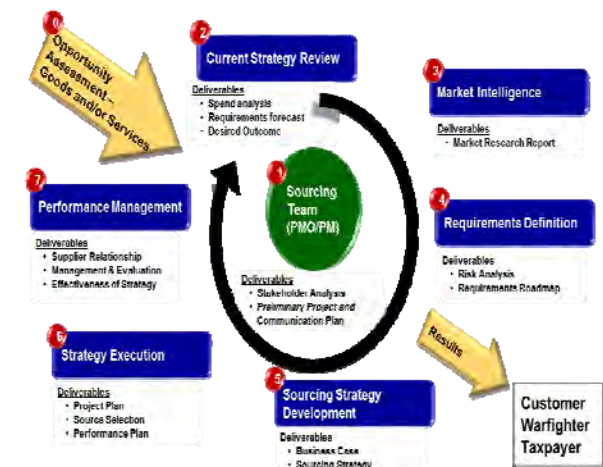 0
Opportunity
Assessment–
Goods and/or Services
2
Current Strategy Review
Deliverables
• Spend analysis
• Requirements forecast
• Desired Outcome
3
Market Intelligence
Deliverables
• Market Research Report
1
Sourcing
Team
(PMO/PM)
Deliverables
• Stakeholder Analysis
• Preliminary Project and
Communication Plan
4
Requirements Definition
Deliverables
• Risk Analysis
• Requirements Roadmap
7
Performance Management
Deliverables
• Supplier Relationship
• Management & Evaluation
• Effectiveness of Strategy
6
Strategy Execution
Deliverables
• Project Plan
• Source Selection
• Performance Plan
5
Sourcing Strategy
Development
Deliverables
• Business Case
• Sourcing Strategy
Results
Customer
Warfighter
Taxpayer